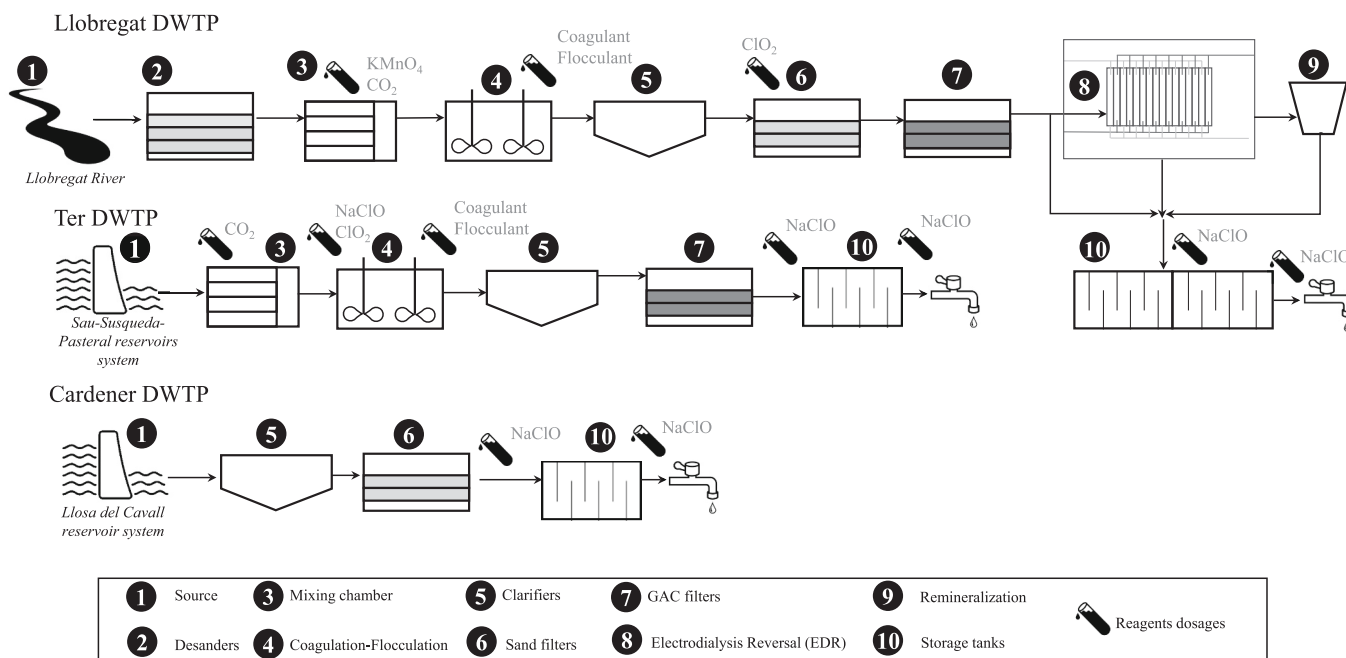 Llobregat DWTP
1
2
3
KMnO4
CO2
4
Coagulant
Flocculant
5
ClO2
6
7
8
9
Llobregat River
Ter DWTP
1
CO2
3
NaClO
ClO2
4
Coagulant
Flocculant
5
7
NaClO
10
NaClO
10
NaClO
NaClO
Sau-Susqueda-
Pasteral reservoirs
system
Cardener DWTP
1
5
6
NaClO
10
NaClO
Llosa del Cavall
reservoir system
1 Source 3 Mixing chamber 5 Clarifiers 7 GAC filters 9 Remineralization
Reagents dosages
2 Desanders 4 Coagulation-Flocculation 6 Sand filters 8 Electrodialysis Reversal (EDR) 10 Storage tanks